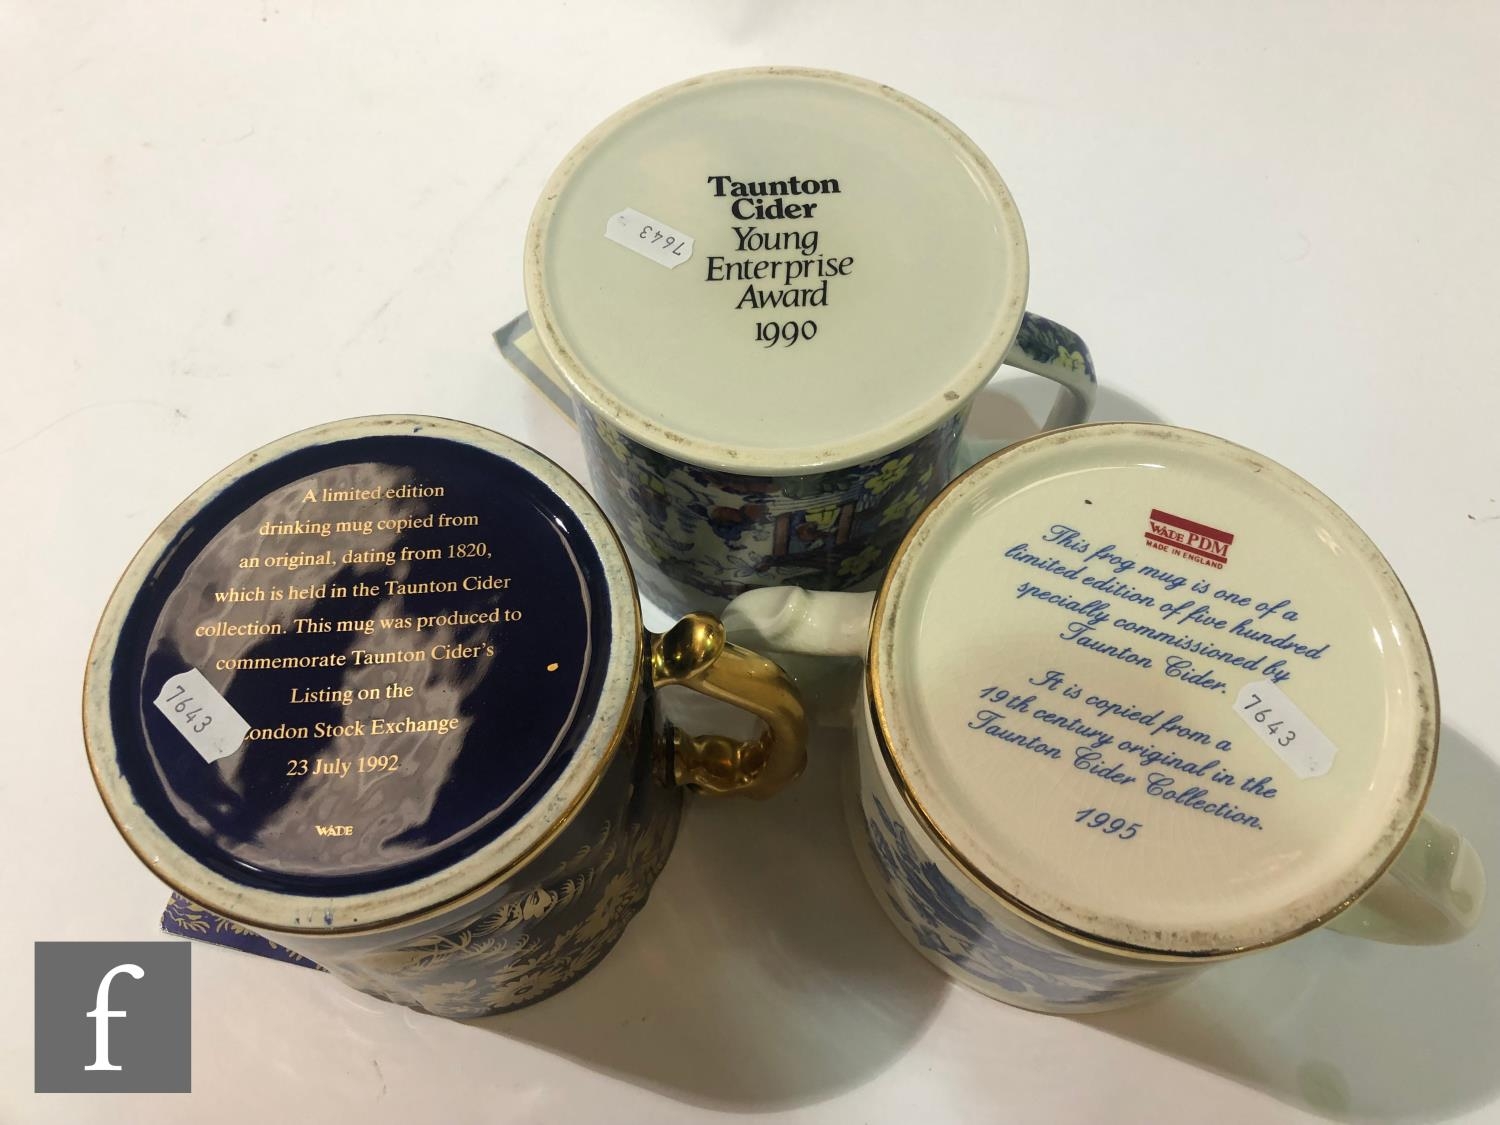 Taunton
Cider
Young
Enterprise
Award
1990
7643
A limited edition
drinking mug copied from
an original, dating from 1820,
which is held in the Taunton Cider
collection. This mug was produced to
commemorate Taunton Cider's
Listing on the
London Stock Exchange
23 July 1992
WADE
7643
WADE PDM
MADE IN ENGLAND
This frog mug is one of a
limited edition of five hundred
specially commissioned by
Taunton Cider.
It is copied from a
19th century original in the
Taunton Cider Collection.
1995
7643
f